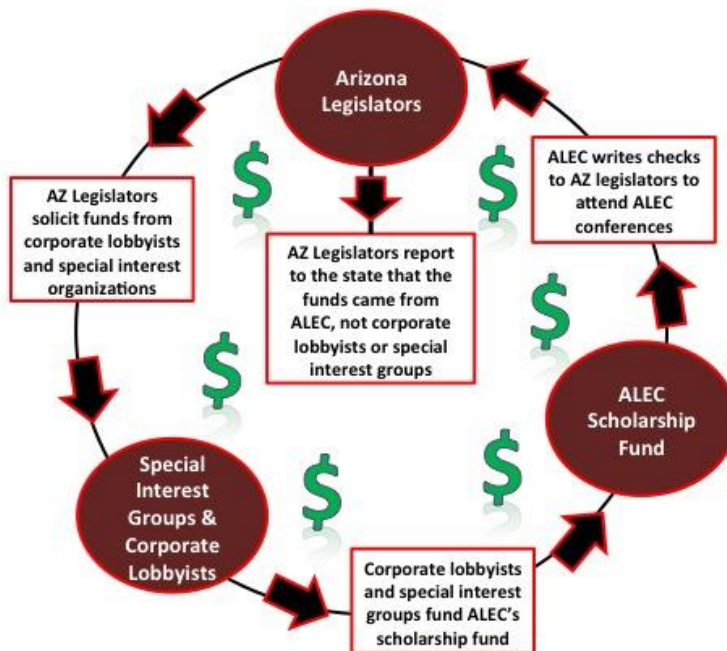 Arizona
Legislators
AZ Legislators
solicit funds from
corporate lobbyists
and special interest
organizations
$
$
ALEC writes checks
to AZ legislators to
attend ALEC
conferences
AZ Legislators report
to the state that the
funds came from
ALEC, not corporate
lobbyists or special
interest groups
$
$
ALEC
Scholarship
Fund
Special
Interest
Groups &
Corporate
Lobbyists
$
$
Corporate lobbyists
and special interest
groups fund ALEC’s
scholarship fund